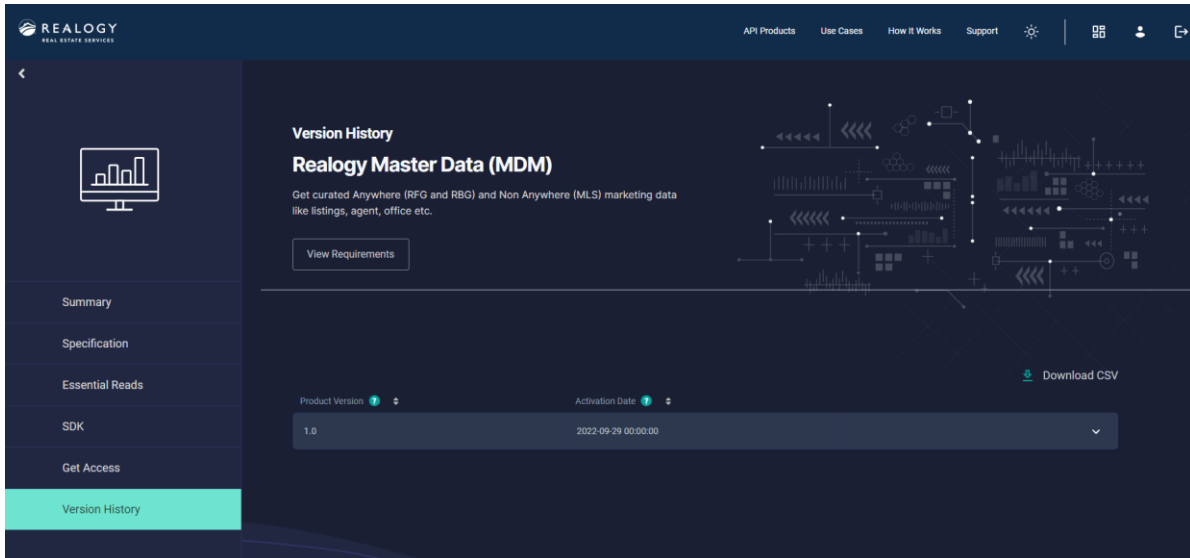 REALOGY
REAL ESTATE SERVICES
API Products
Use Cases
How It Works
Support
Version History
Realogy Master Data (MDM)
Get curated Anywhere (RFG and RBG) and Non Anywhere (MLS) marketing data
like listings, agent, office etc.
View Requirements
Summary
Specification
Essential Reads
SDK
Get Access
Version History
Download CSV
Product Version ?
Activation Date ?
1.0
2022-09-29 00:00:00